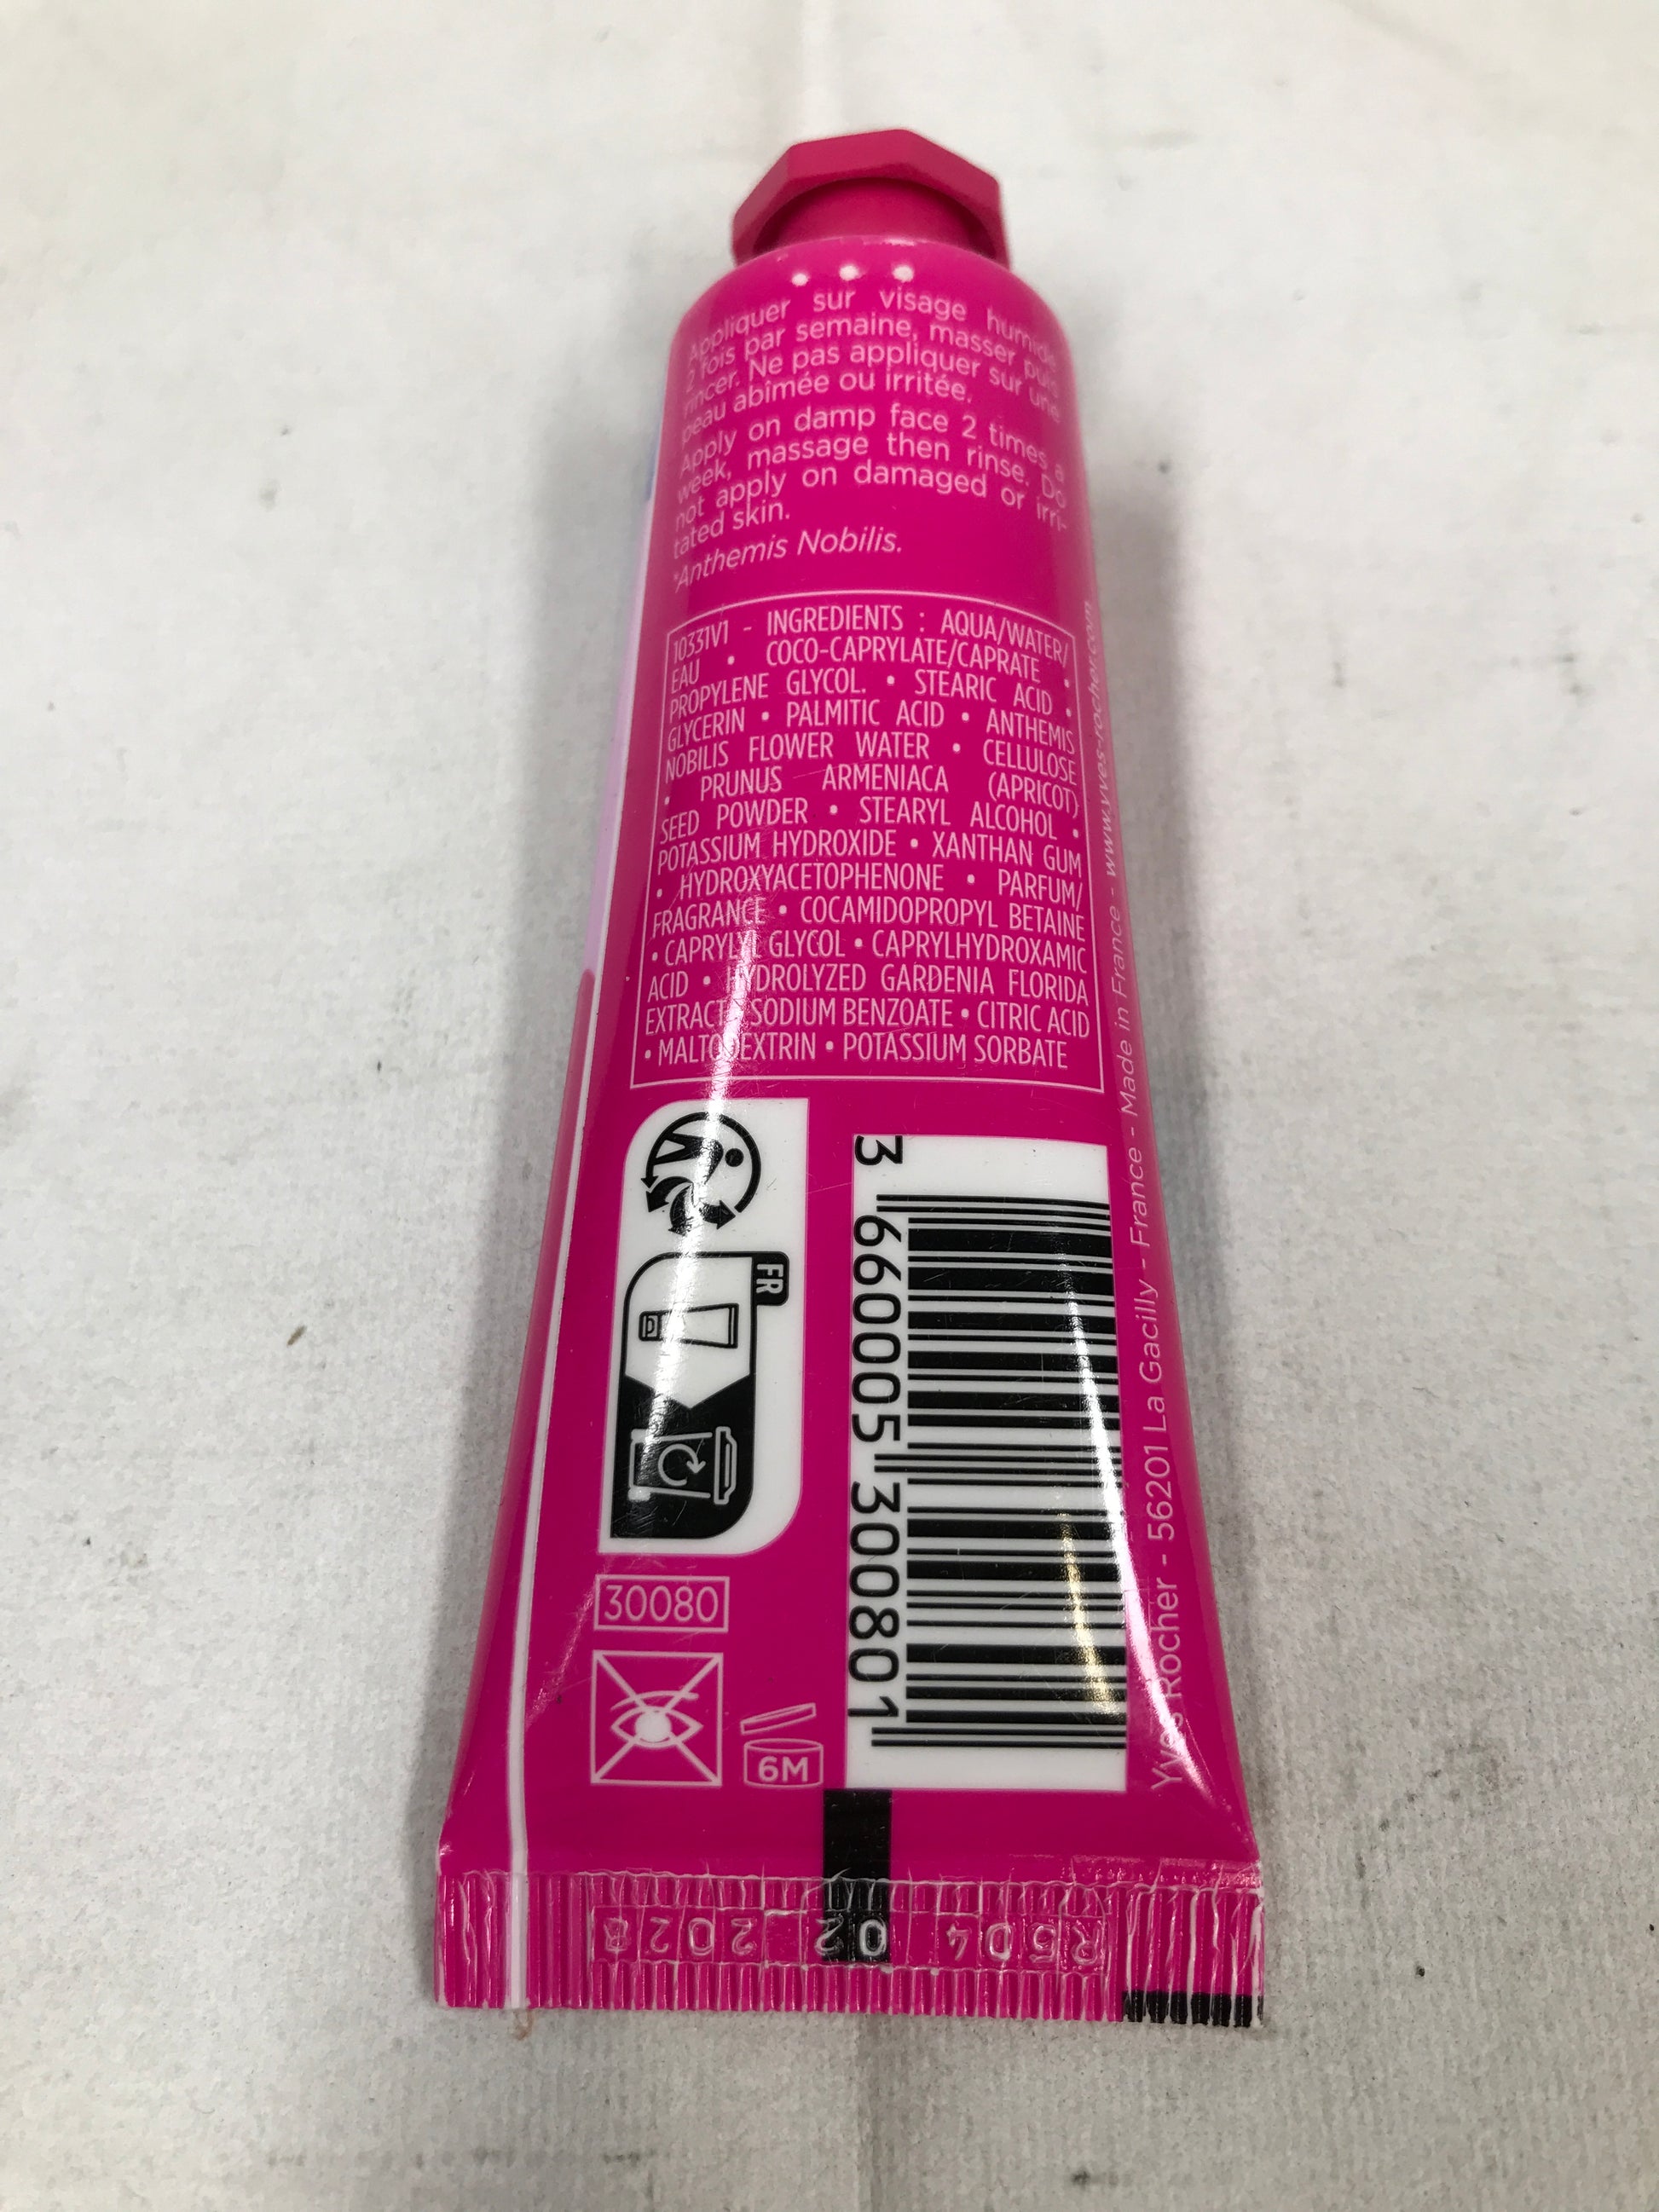 Appliquer sur visage humide
2 fois par semaine, masser puis
rincer. Ne pas appliquer sur une
peau abîmée ou irritée.
Apply on damp face 2 times a
week, massage then rinse. Do
not apply on damaged or irri-
tated skin.
*Anthemis Nobilis.
10331V1 - INGREDIENTS : AQUA/WATER/
EAU • COCO-CAPRYLATE/CAPRATE •
PROPYLENE GLYCOL. • STEARIC ACID •
GLYCERIN • PALMITIC ACID • ANTHEMIS
NOBILIS FLOWER WATER • CELLULOSE
• PRUNUS ARMENIACA (APRICOT)
SEED POWDER • STEARYL ALCOHOL •
POTASSIUM HYDROXIDE • XANTHAN GUM
• HYDROXYACETOPHENONE • PARFUM/
FRAGRANCE • COCAMIDOPROPYL BETAINE
• CAPRYLYL GLYCOL • CAPRYLHYDROXAMIC
ACID • HYDROLYZED GARDENIA FLORIDA
EXTRACT • SODIUM BENZOATE • CITRIC ACID
• MALTODEXTRIN • POTASSIUM SORBATE
FR
3 660005 300801
30080
6M
Yves Rocher - 56201 La Gacilly - France - Made in France - www.yves-rocher.com
R504 02 2028